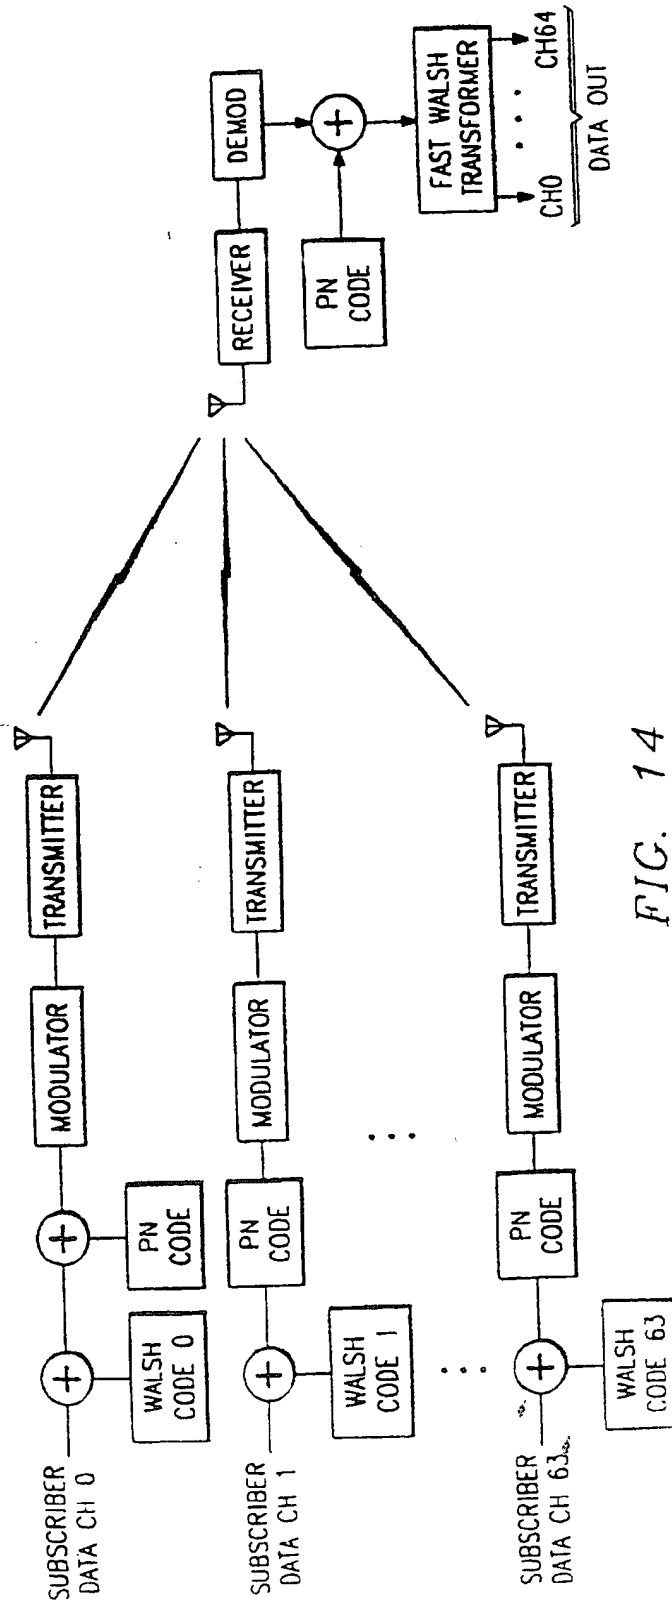 SUBSCRIBER
DATA CH 0
WALSH
CODE 0
PN
CODE
MODULATOR
TRANSMITTER
SUBSCRIBER
DATA CH 1
WALSH
CODE 1
PN
CODE
MODULATOR
TRANSMITTER
SUBSCRIBER
DATA CH 63
WALSH
CODE 63
PN
CODE
MODULATOR
TRANSMITTER
RECEIVER
DEMOD
PN
CODE
FAST WALSH
TRANSFORMER
CH0
CH64
DATA OUT
FIG. 14